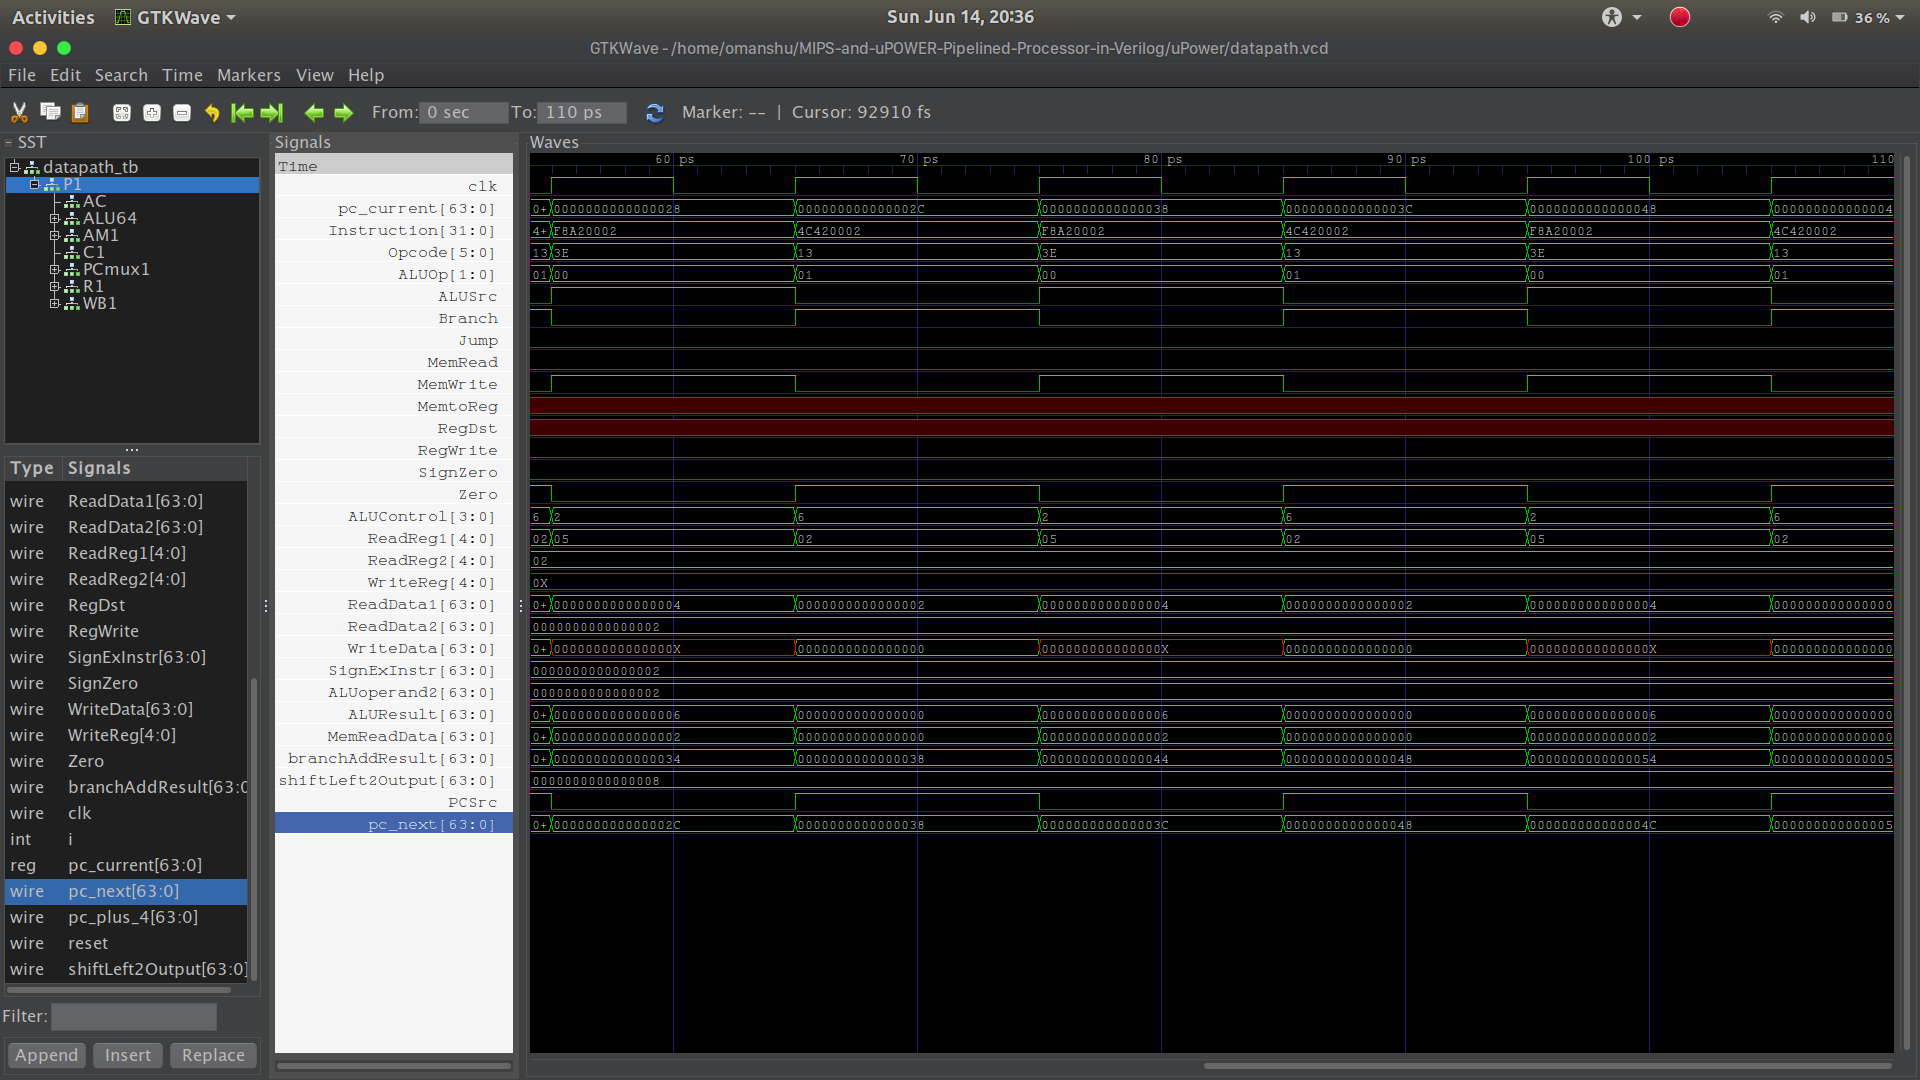 Activities GTKWave Sun Jun 14, 20:36 36 %
GTKWave - /home/omanshu/MIPS-and-uPOWER-Pipelined-Processor-in-Verilog/uPower/datapath.vcd
File Edit Search Time Markers View Help
From: 0 sec To: 110 ps Marker: -- | Cursor: 92910 fs
SST
datapath_tb
P1
AC
ALU64
AM1
C1
PCmux1
R1
WB1
Type Signals
wire ReadData1[63:0]
wire ReadData2[63:0]
wire ReadReg1[4:0]
wire ReadReg2[4:0]
wire RegDst
wire RegWrite
wire SignExInstr[63:0]
wire SignZero
wire WriteData[63:0]
wire WriteReg[4:0]
wire Zero
wire branchAddResult[63:0
wire clk
int i
reg pc_current[63:0]
wire pc_next[63:0]
wire pc_plus_4[63:0]
wire reset
wire shiftLeft2Output[63:0]
Filter:
Append Insert Replace
Signals
Time
clk
pc_current[63:0]
Instruction[31:0]
Opcode[5:0]
ALUOp[1:0]
ALUSrc
Branch
Jump
MemRead
MemWrite
MemtoReg
RegDst
RegWrite
SignZero
Zero
ALUControl[3:0]
ReadReg1[4:0]
ReadReg2[4:0]
WriteReg[4:0]
ReadData1[63:0]
ReadData2[63:0]
WriteData[63:0]
SignExInstr[63:0]
ALUoperand2[63:0]
ALUResult[63:0]
MemReadData[63:0]
branchAddResult[63:0]
shiftLeft2Output[63:0]
PCSrc
pc_next[63:0]
Waves
60 ps 70 ps 80 ps 90 ps 100 ps 110
0+ 0000000000000028 000000000000002C 0000000000000038 000000000000003C 0000000000000048 000000000000004
4+ F8A20002 4C420002 F8A20002 4C420002 F8A20002 4C420002
13 3E 13 3E 13 3E 13
01 00 01 00 01 00 01
6 2 6 2 6 2 6
02 05 02 05 02 05 02
02
0X
0+ 0000000000000004 0000000000000002 0000000000000004 0000000000000002 0000000000000004 000000000000000
0000000000000002
0+ 000000000000000X 0000000000000000 000000000000000X 0000000000000000 000000000000000X 000000000000000
0000000000000002
0000000000000002
0+ 0000000000000006 0000000000000000 0000000000000006 0000000000000000 0000000000000006 000000000000000
0+ 0000000000000002 0000000000000000 0000000000000002 0000000000000000 0000000000000002 000000000000000
0+ 0000000000000034 0000000000000038 0000000000000044 0000000000000048 0000000000000054 000000000000005
0000000000000008
0+ 000000000000002C 0000000000000038 000000000000003C 0000000000000048 000000000000004C 000000000000005